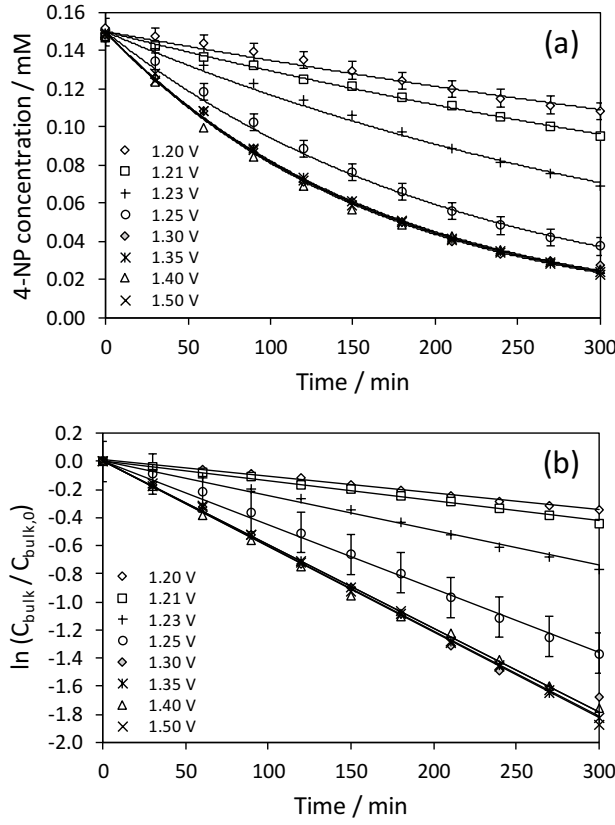 (a)
4-NP concentration / mM
0.16
0.14
0.12
0.10
0.08
0.06
0.04
0.02
0.00
1.20 V
1.21 V
1.23 V
1.25 V
1.30 V
1.35 V
1.40 V
1.50 V
0 50 100 150 200 250 300
Time / min
(b)
ln (C_bulk / C_bulk,0)
0.2
0.0
-0.2
-0.4
-0.6
-0.8
-1.0
-1.2
-1.4
-1.6
-1.8
-2.0
1.20 V
1.21 V
1.23 V
1.25 V
1.30 V
1.35 V
1.40 V
1.50 V
0 50 100 150 200 250 300
Time / min